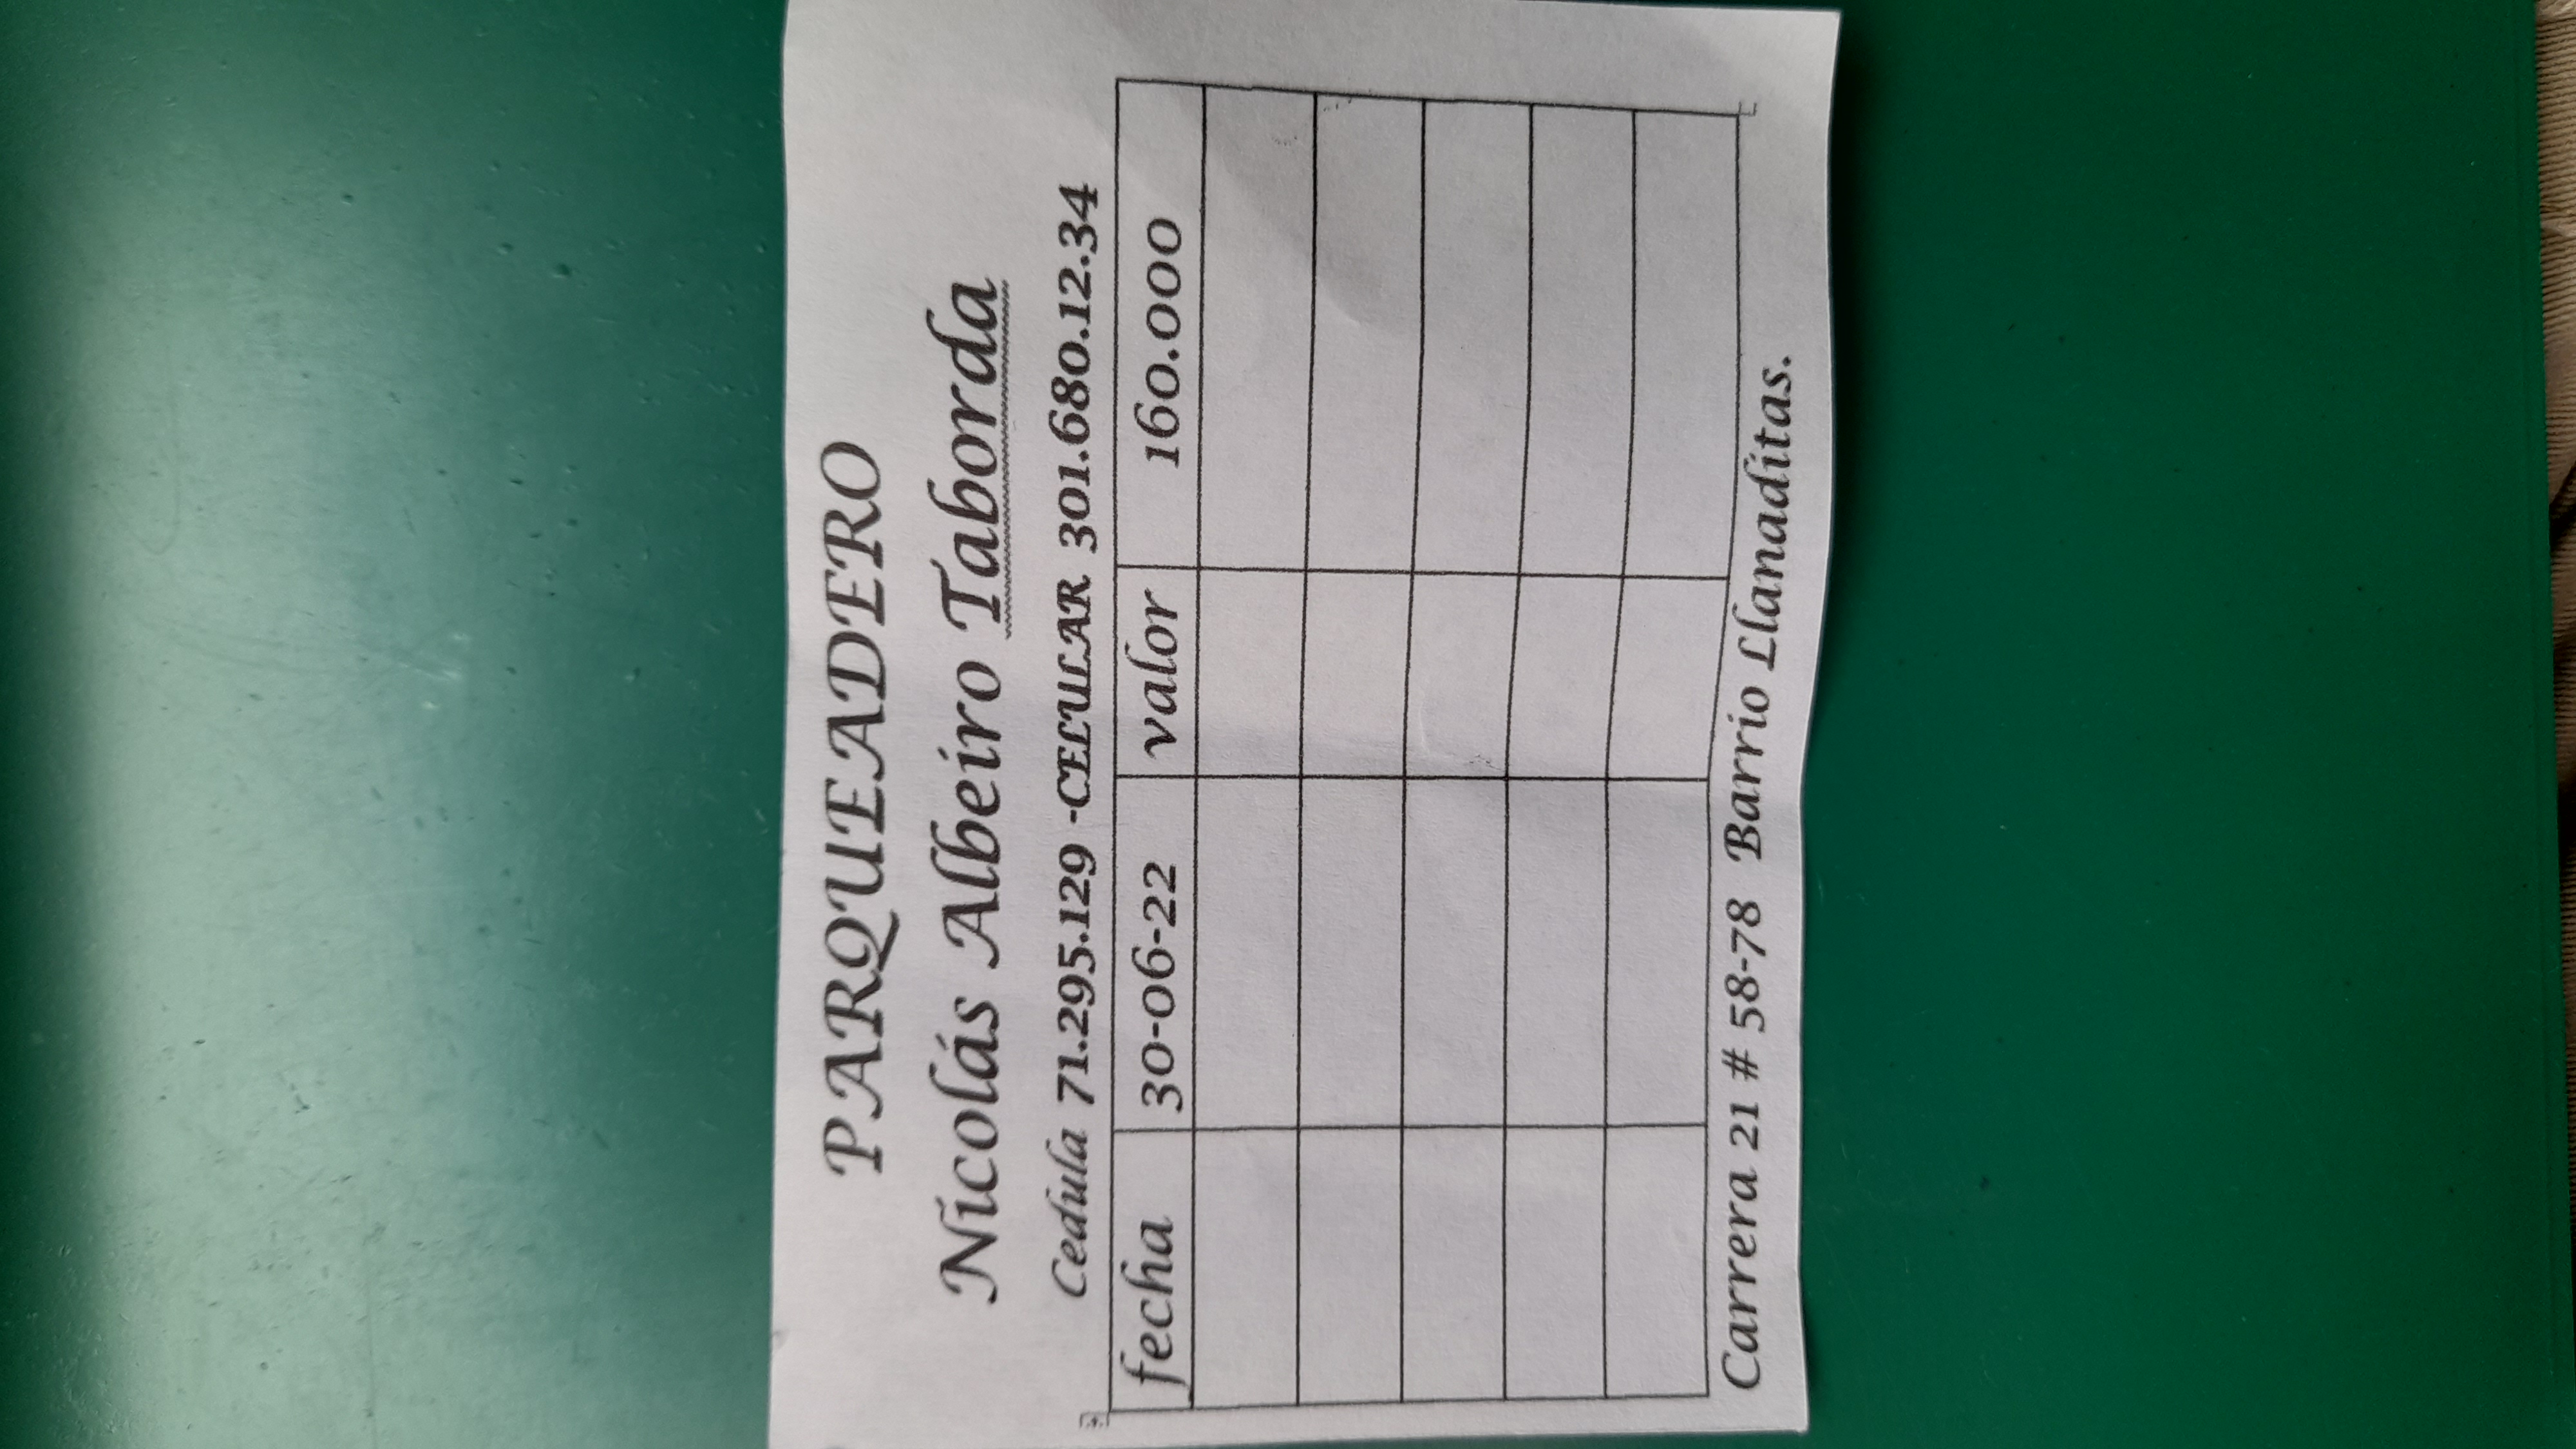 PARQUEADERO
Nicolás Albeiro Taborda
Cedula 71.295.129 -CELULAR 301.680.12.34
fecha 30-06-22 valor 160.000
Carrera 21 # 58-78 Barrio Llanaditas.